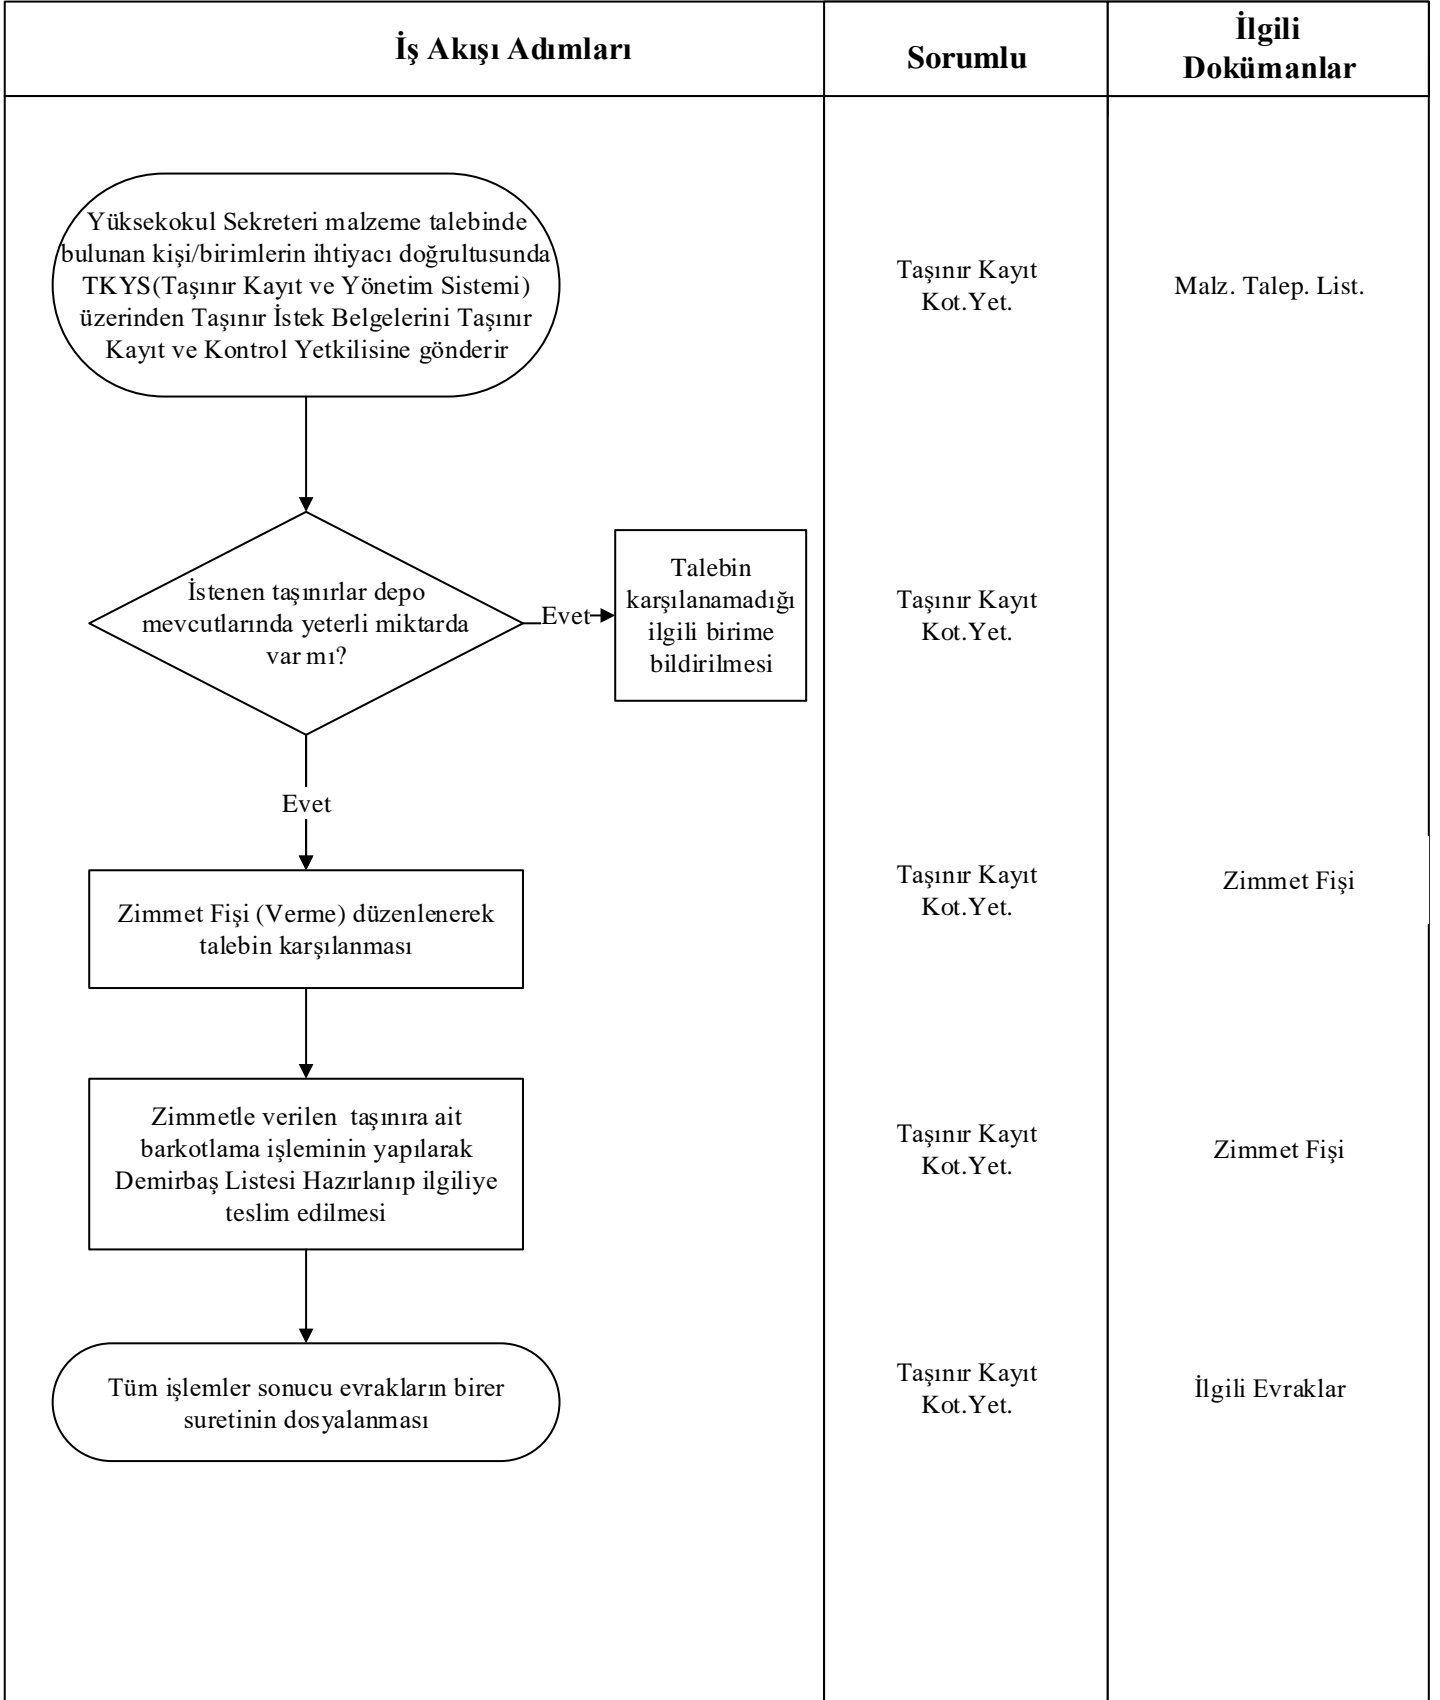 İş Akışı Adımları
Sorumlu
İlgili
Dokümanlar
Yüksekokul Sekreteri malzeme talebinde
bulunan kişi/birimlerin ihtiyacı doğrultusunda
TKYS(Taşınır Kayıt ve Yönetim Sistemi)
üzerinden Taşınır İstek Belgelerini Taşınır
Kayıt ve Kontrol Yetkilisine gönderir
Taşınır Kayıt
Kot.Yet.
Malz. Talep. List.
İstenen taşınırlar depo
mevcutlarında yeterli miktarda
var mı?
Evet
Talebin
karşılanamadığı
ilgili birime
bildirilmesi
Taşınır Kayıt
Kot.Yet.
Evet
Zimmet Fişi (Verme) düzenlenerek
talebin karşılanması
Taşınır Kayıt
Kot.Yet.
Zimmet Fişi
Zimmetle verilen  taşınıra ait
barkotlama işleminin yapılarak
Demirbaş Listesi Hazırlanıp ilgiliye
teslim edilmesi
Taşınır Kayıt
Kot.Yet.
Zimmet Fişi
Tüm işlemler sonucu evrakların birer
suretinin dosyalanması
Taşınır Kayıt
Kot.Yet.
İlgili Evraklar